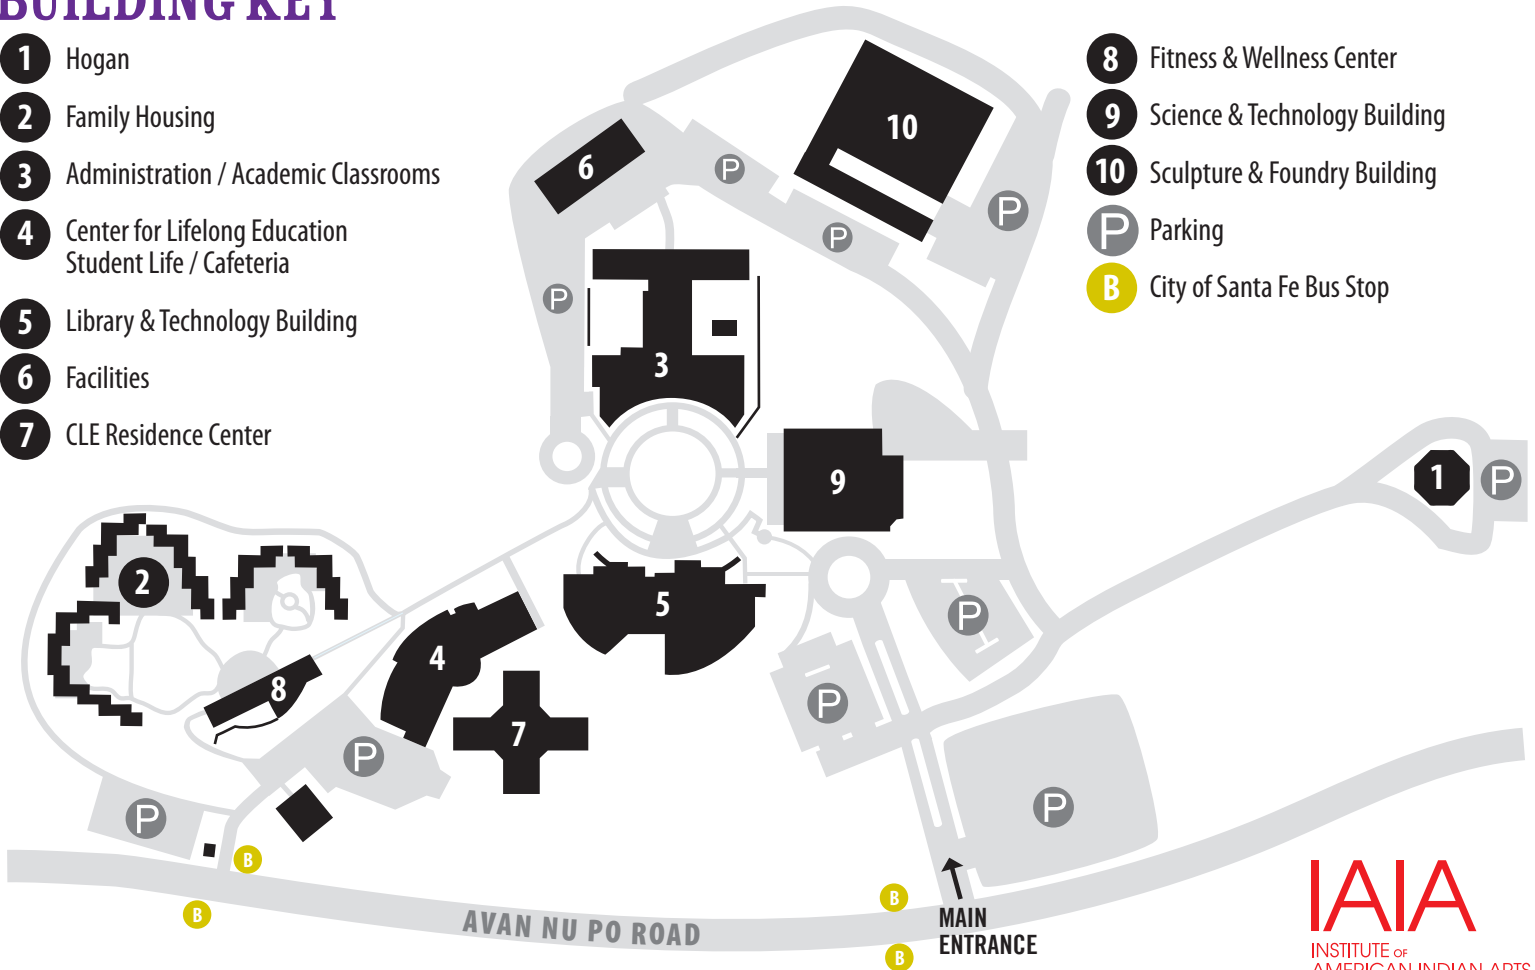 BUILDING KEY
1 Hogan
2 Family Housing
3 Administration / Academic Classrooms
4 Center for Lifelong Education
Student Life / Cafeteria
5 Library & Technology Building
6 Facilities
7 CLE Residence Center
8 Fitness & Wellness Center
9 Science & Technology Building
10 Sculpture & Foundry Building
P Parking
B City of Santa Fe Bus Stop
10
6
P
P
P
P
3
9
1
P
2
5
P
4
8
P
7
P
P
P
B
B
B
B
AVAN NU PO ROAD
MAIN
ENTRANCE
IAIA
INSTITUTE OF
AMERICAN INDIAN ARTS